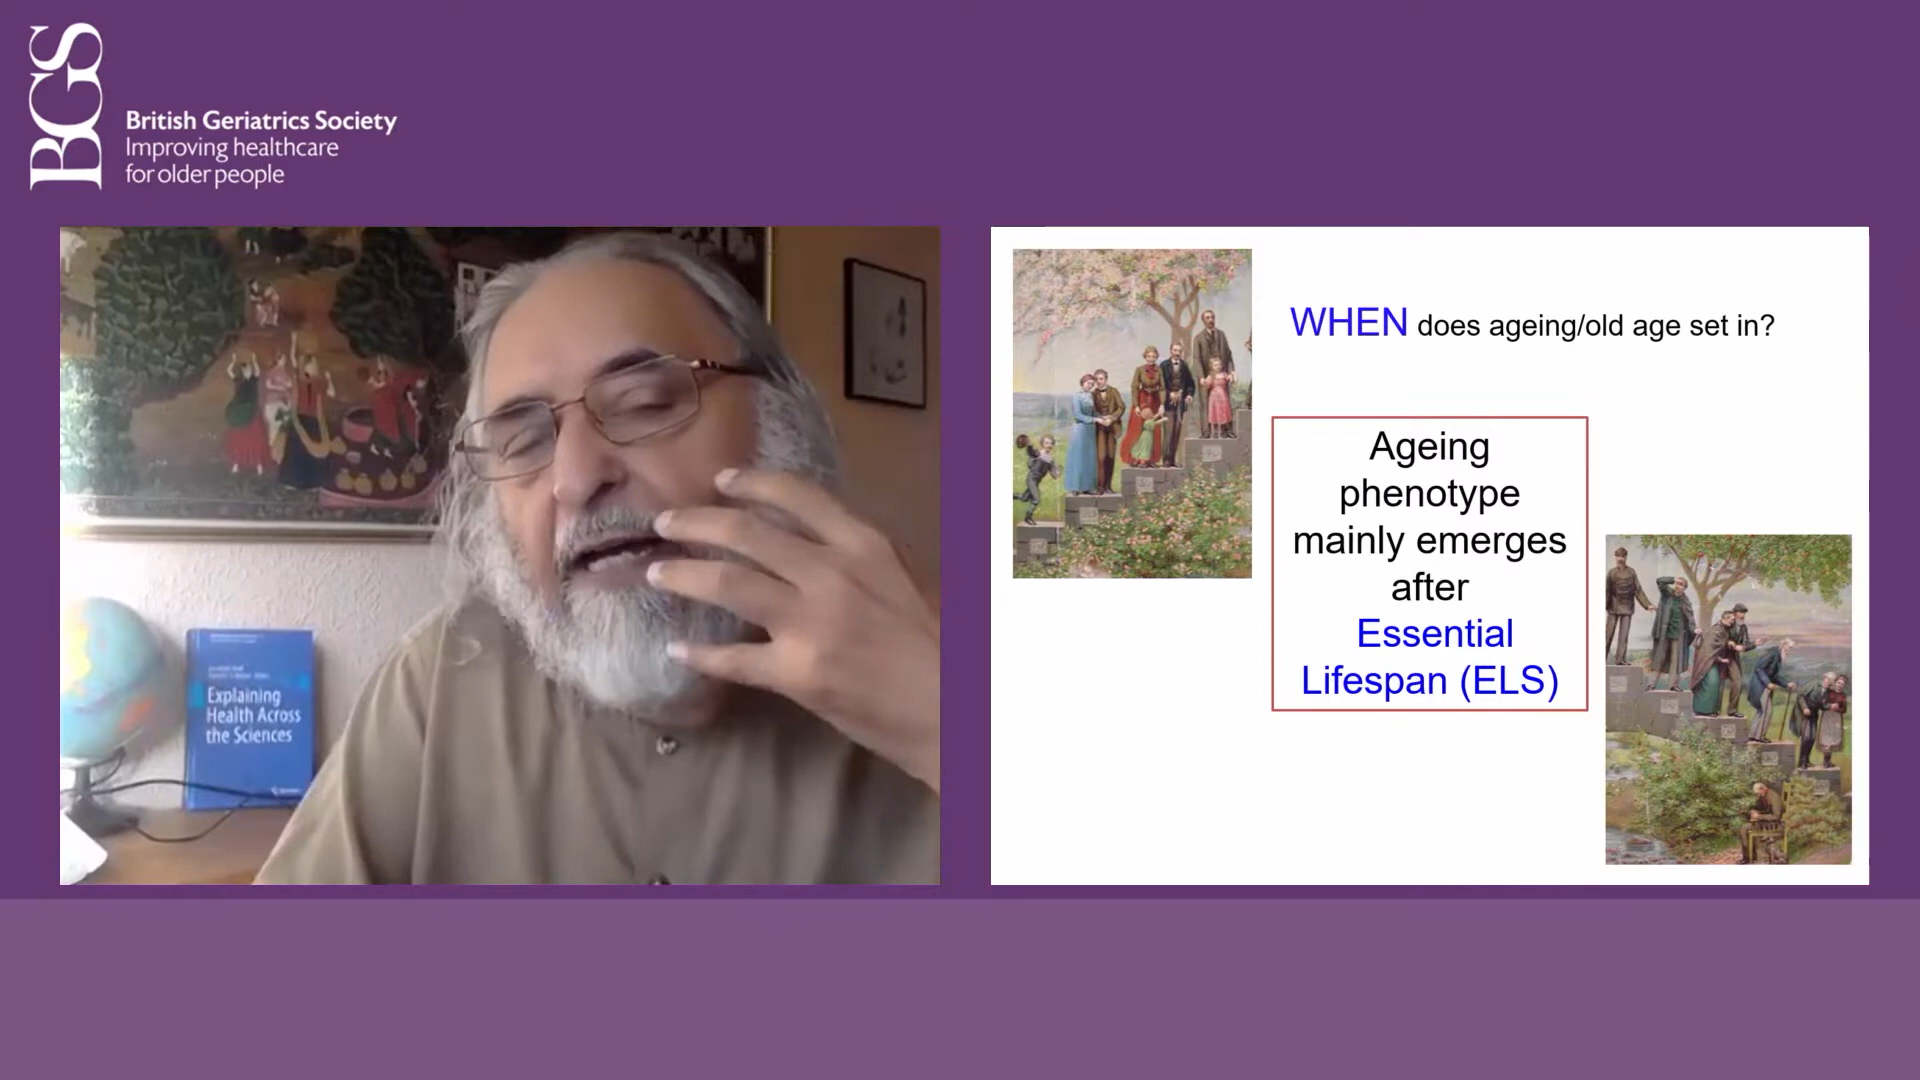 BGS
British Geriatrics Society
Improving healthcare
for older people
Explaining
Health Across
the Sciences
WHEN does ageing/old age set in?
Ageing
phenotype
mainly emerges
after
Essential
Lifespan (ELS)